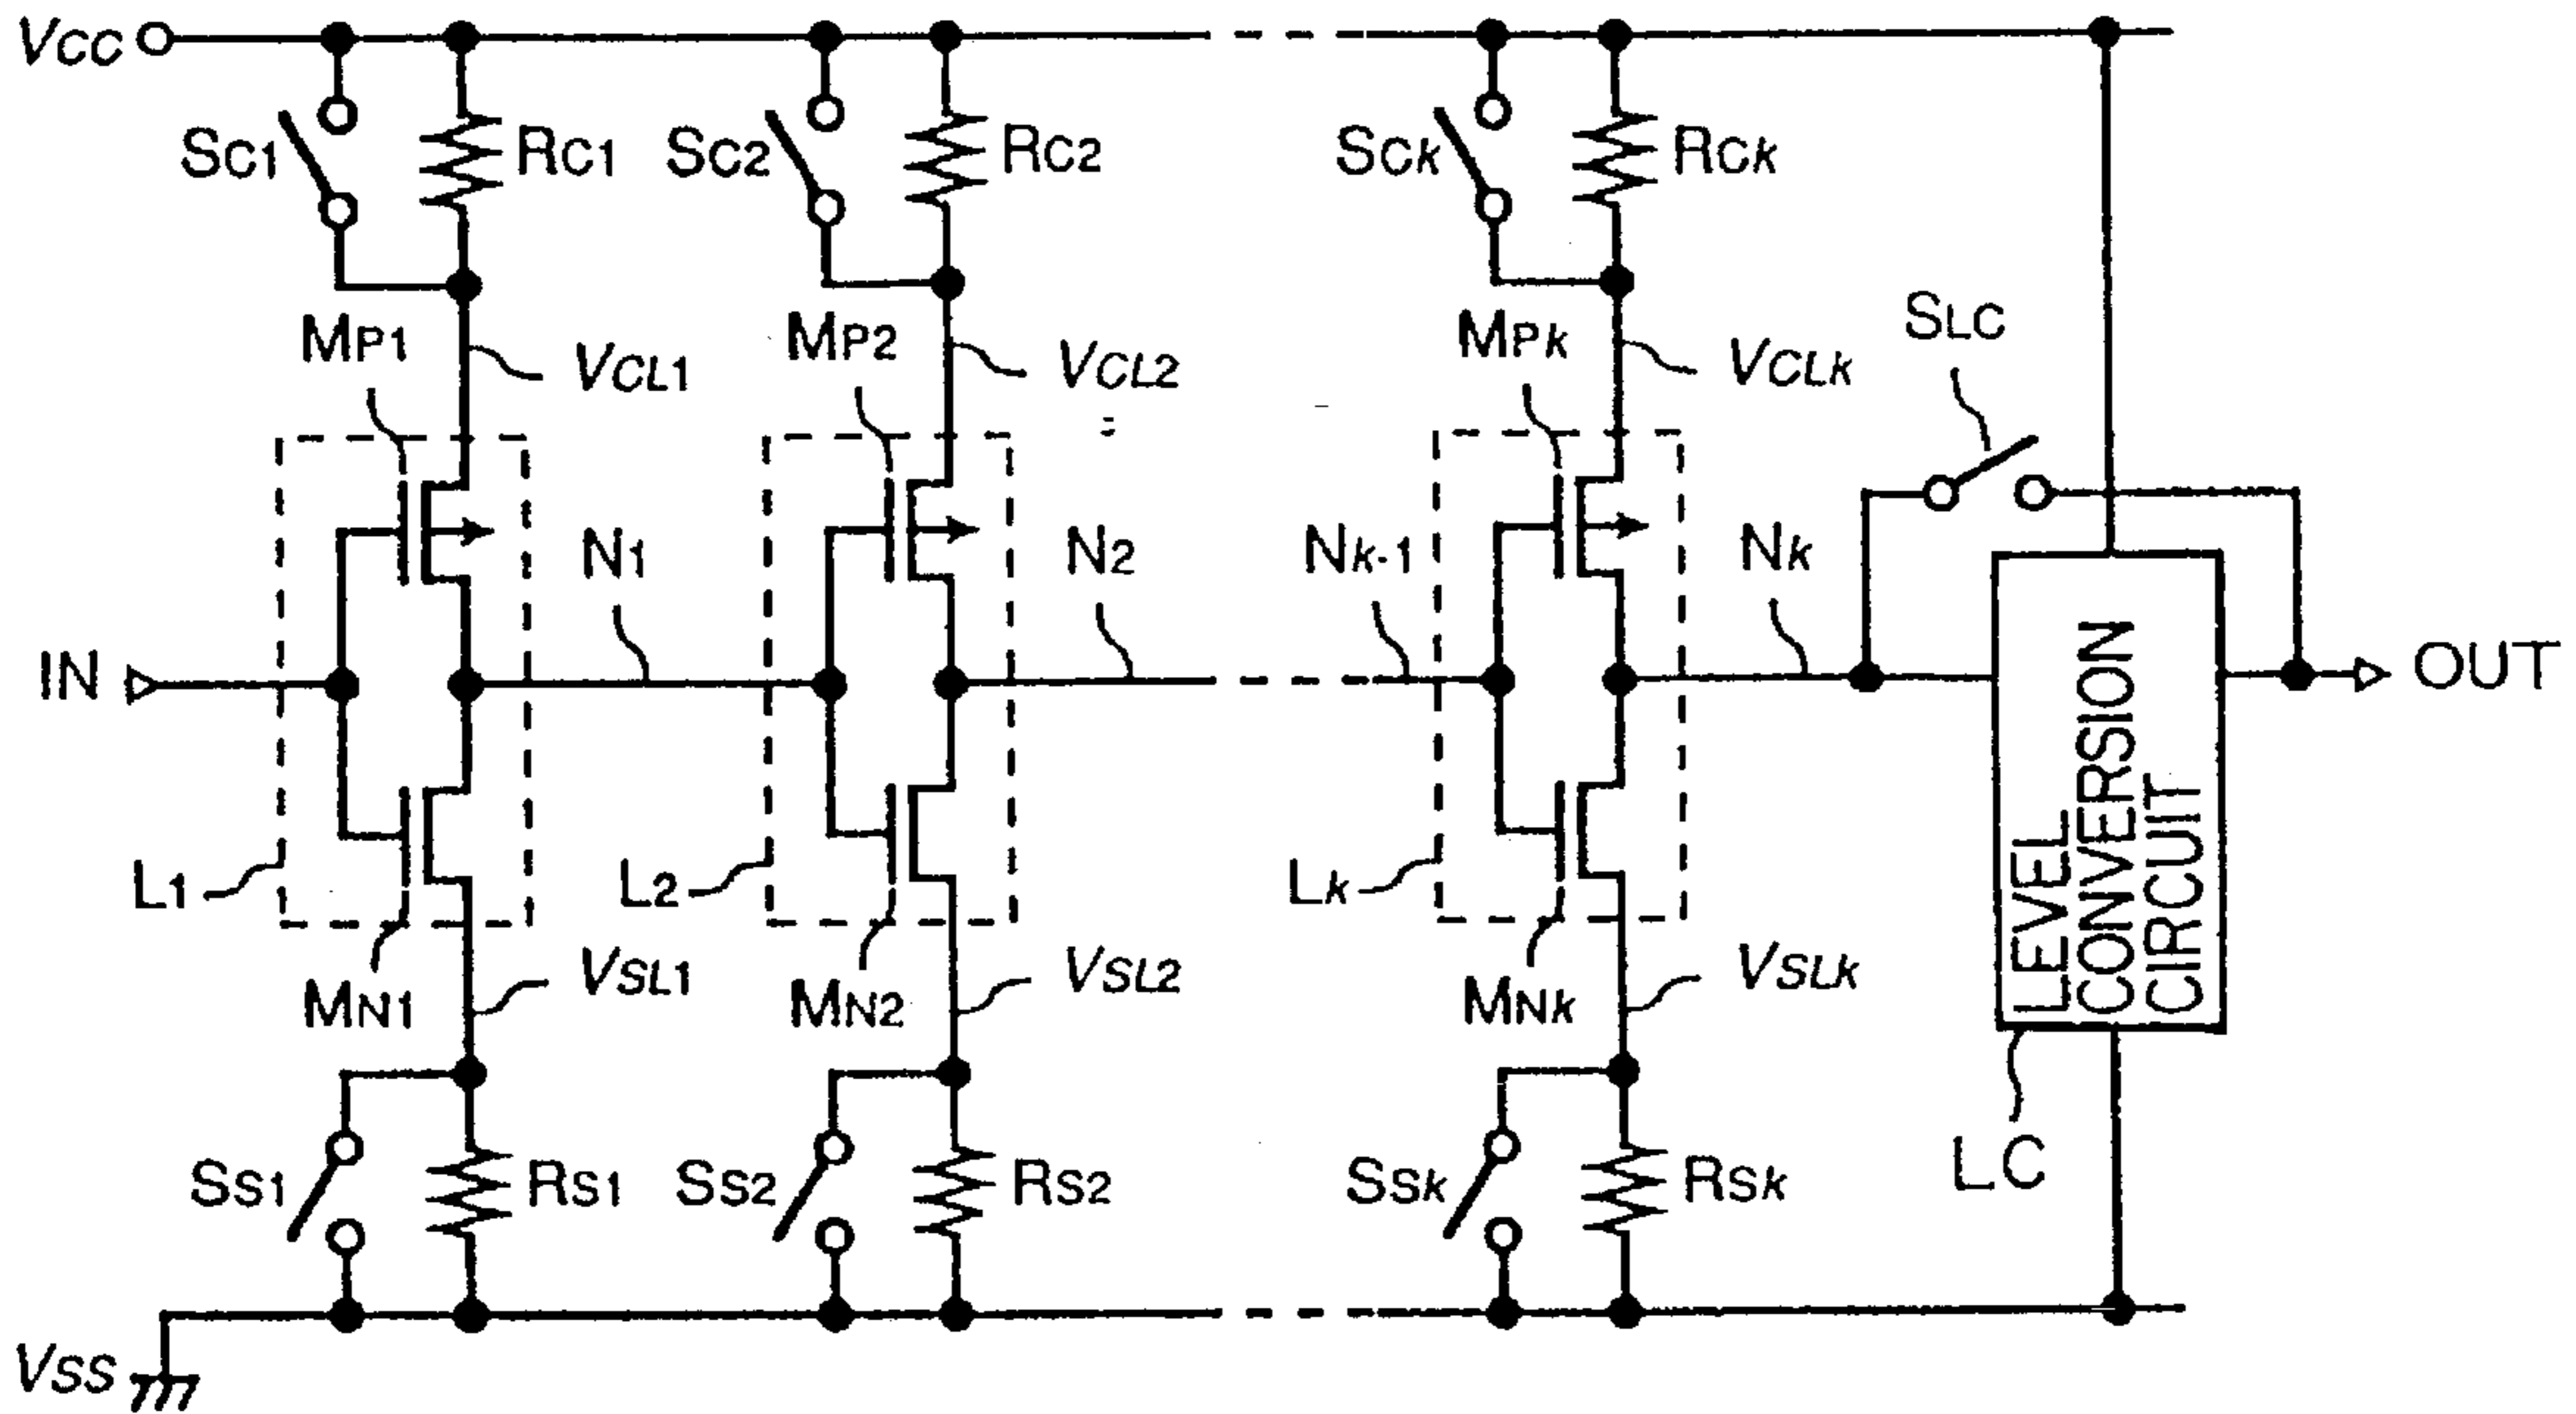 VCC
SC1 RC1 SC2 RC2 SCk RCk
MP1 VCL1 MP2 VCL2 MPk VCLk SLC
N1 N2 Nk-1 Nk
IN OUT
LEVEL
CONVERSION
CIRCUIT
L1 L2 Lk
MN1 VSL1 MN2 VSL2 MNk VSLk
SS1 RS1 SS2 RS2 SSk RSk LC
VSS